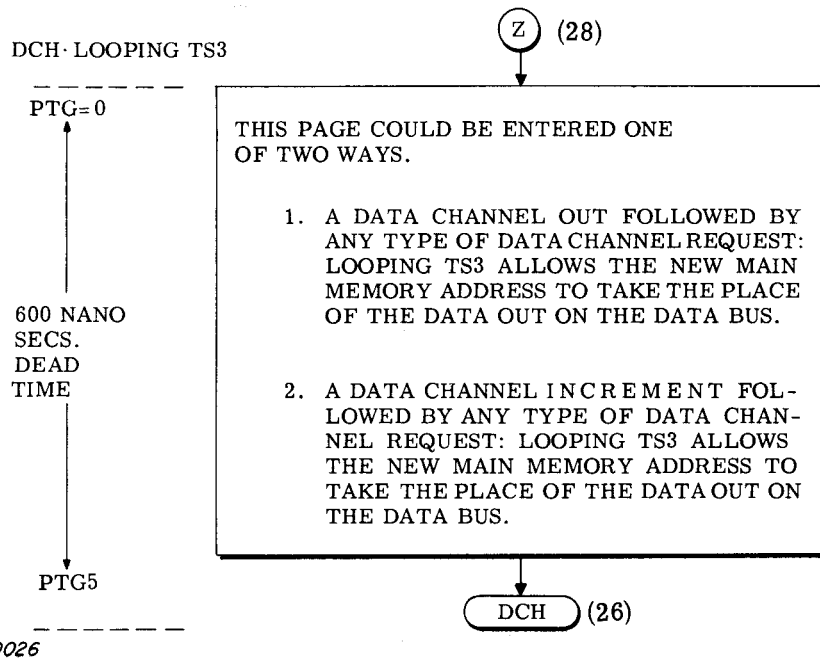 Z (28)
DCH·LOOPING TS3
PTG=0
THIS PAGE COULD BE ENTERED ONE
OF TWO WAYS.
1. A DATA CHANNEL OUT FOLLOWED BY
ANY TYPE OF DATA CHANNEL REQUEST:
LOOPING TS3 ALLOWS THE NEW MAIN
MEMORY ADDRESS TO TAKE THE PLACE
OF THE DATA OUT ON THE DATA BUS.
600 NANO
SECS.
DEAD
TIME
2. A DATA CHANNEL INCREMENT FOL-
LOWED BY ANY TYPE OF DATA CHAN-
NEL REQUEST: LOOPING TS3 ALLOWS
THE NEW MAIN MEMORY ADDRESS TO
TAKE THE PLACE OF THE DATA OUT ON
THE DATA BUS.
PTG5
DCH (26)